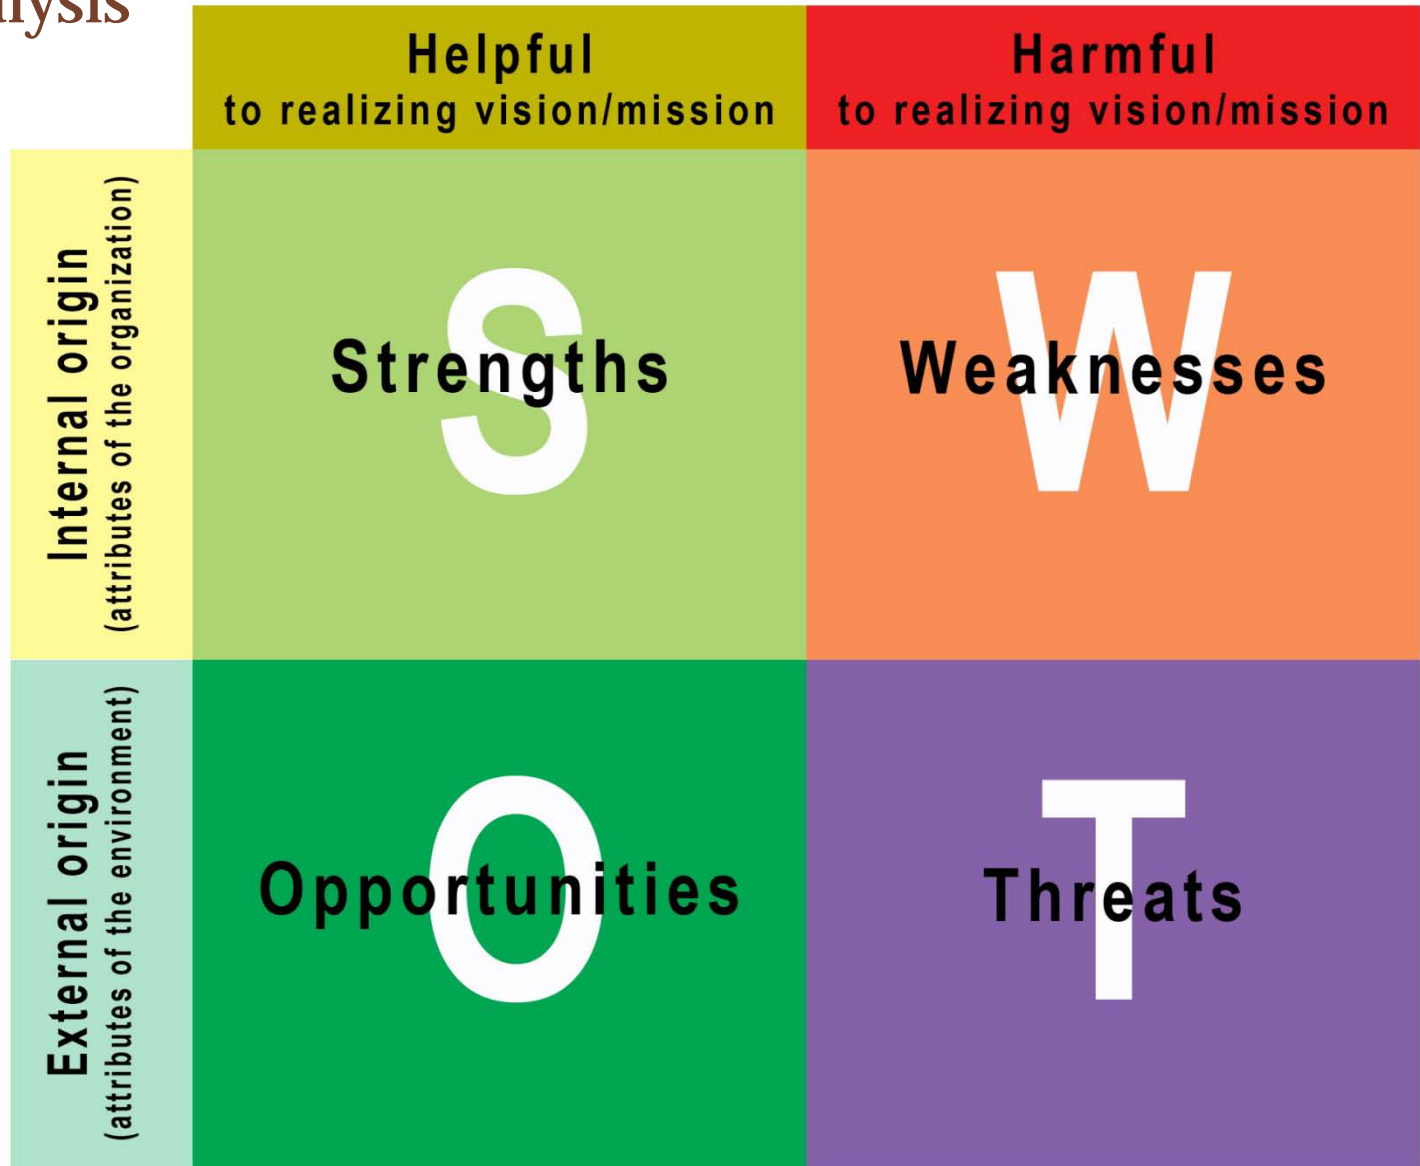 Helpful
to realizing vision/mission
Harmful
to realizing vision/mission
Internal origin
(attributes of the organization)
S
Strengths
W
Weaknesses
External origin
(attributes of the environment)
O
Opportunities
T
Threats